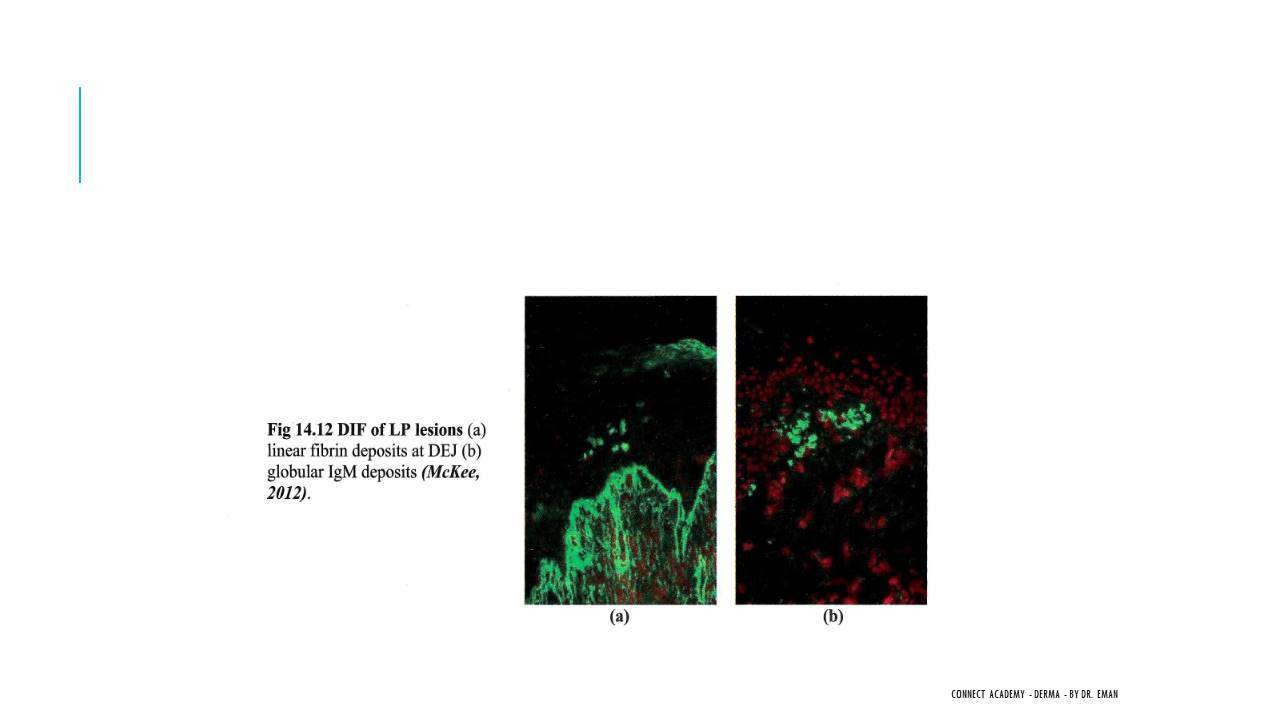 Fig 14.12 DIF of LP lesions (a)
linear fibrin deposits at DEJ (b)
globular IgM deposits (McKee,
2012).
(a)
(b)
CONNECT ACADEMY - DERMA - BY DR. EMAN